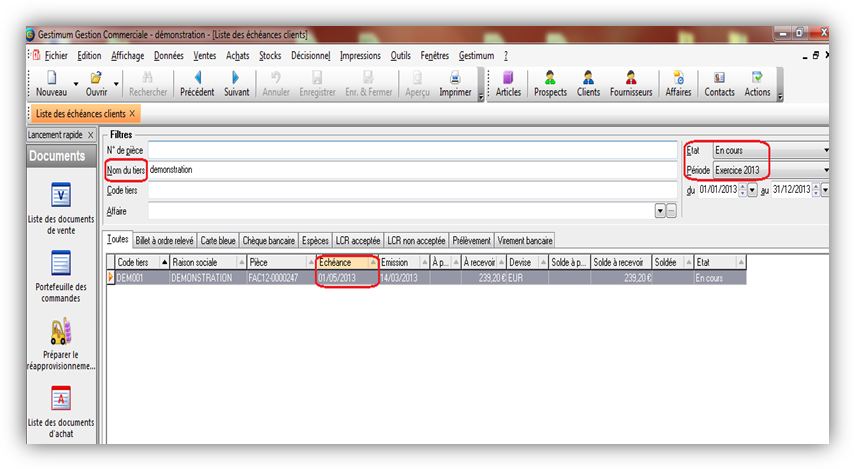 Gestimum Gestion Commerciale - démonstration - [Liste des échéances clients]
Fichier Edition Affichage Données Ventes Achats Stocks Décisionnel Impressions Outils Fenêtres Gestimum ?
Nouveau Ouvrir Rechercher Précédent Suivant Annuler Enregistrer Enr. & Fermer Aperçu Imprimer Articles Prospects Clients Fournisseurs Affaires Contacts Actions
Liste des échéances clients X
Lancement rapide X
Documents
Liste des documents
de vente
Portefeuille des
commandes
Préparer le
réapprovisionneme...
Liste des documents
d'achat
Filtres
N° de pièce
Nom du tiers demonstration
Code tiers
Affaire
Etat En cours
Période Exercice 2013
du 01/01/2013 au 31/12/2013
Toutes Billet à ordre relevé Carte bleue Chèque bancaire Espèces LCR acceptée LCR non acceptée Prélèvement Virement bancaire
Code tiers Raison sociale Pièce Echéance Emission À p... À recevoir Devise Solde à p... Solde à recevoir Soldée Etat
DEM001 DEMONSTRATION FAC12-0000247 01/05/2013 14/03/2013 239,20 € EUR 239,20 € En cours